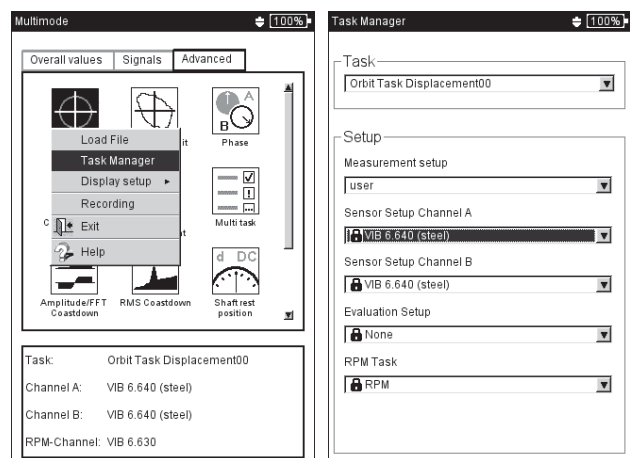 Multimode 100%
Overall values Signals Advanced
T A
B
it Phase
Load File
Task Manager
Display setup
Recording
Exit
Help
C
t Multi task
d DC
Amplitude/FFT Coastdown RMS Coastdown Shaft rest position
Task: Orbit Task Displacement00
Channel A: VIB 6.640 (steel)
Channel B: VIB 6.640 (steel)
RPM-Channel: VIB 6.630
Task Manager 100%
Task
Orbit Task Displacement00
Setup
Measurement setup
user
Sensor Setup Channel A
VIB 6.640 (steel)
Sensor Setup Channel B
VIB 6.640 (steel)
Evaluation Setup
None
RPM Task
RPM